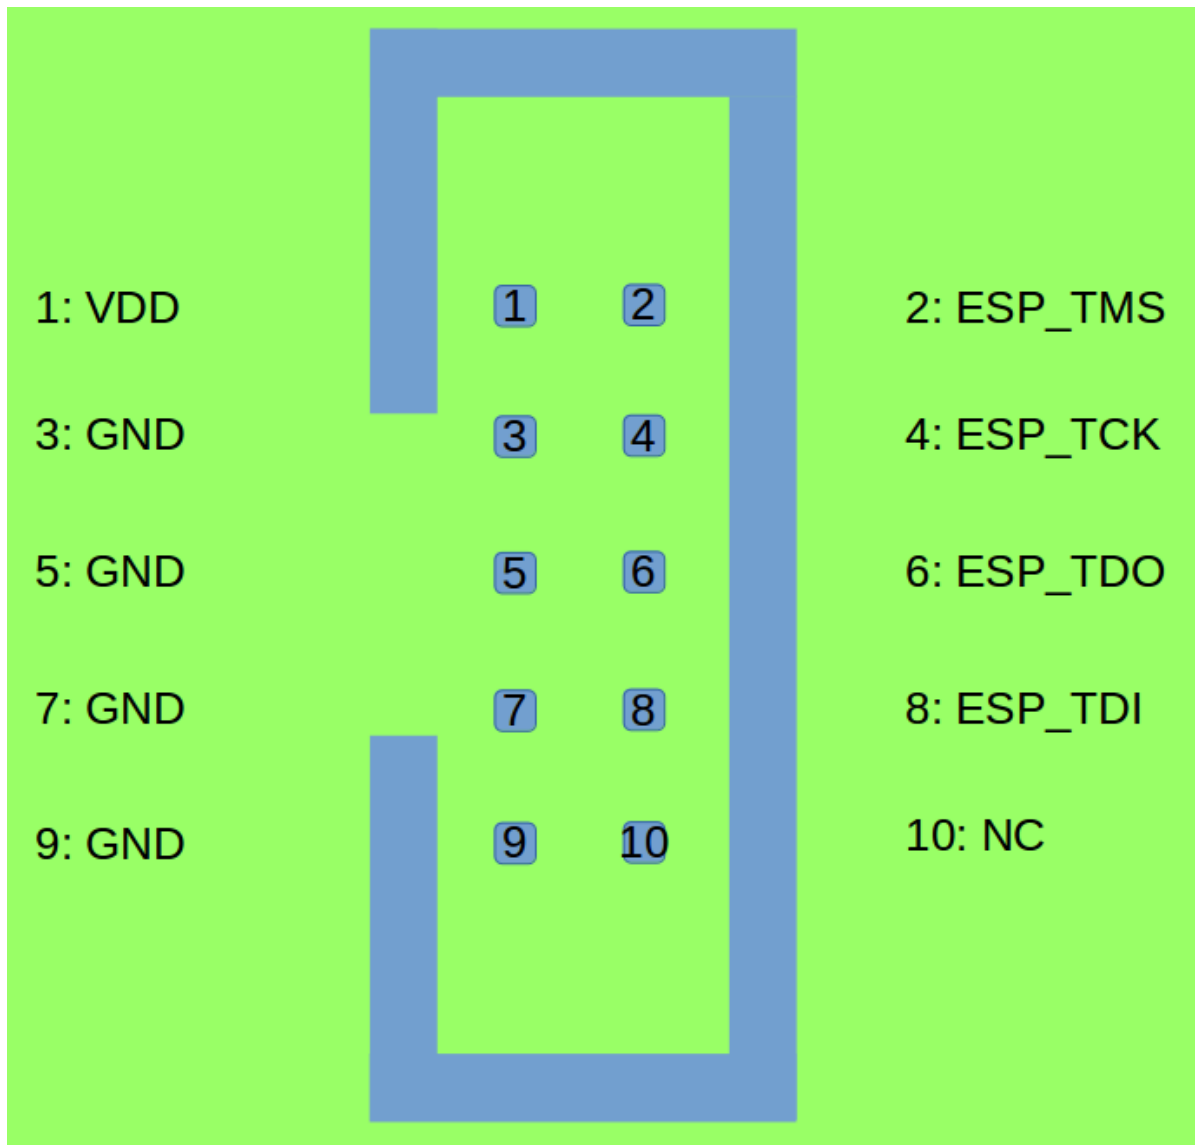 1: VDD 1 2 2: ESP_TMS
3: GND 3 4 4: ESP_TCK
5: GND 5 6 6: ESP_TDO
7: GND 7 8 8: ESP_TDI
9: GND 9 10 10: NC